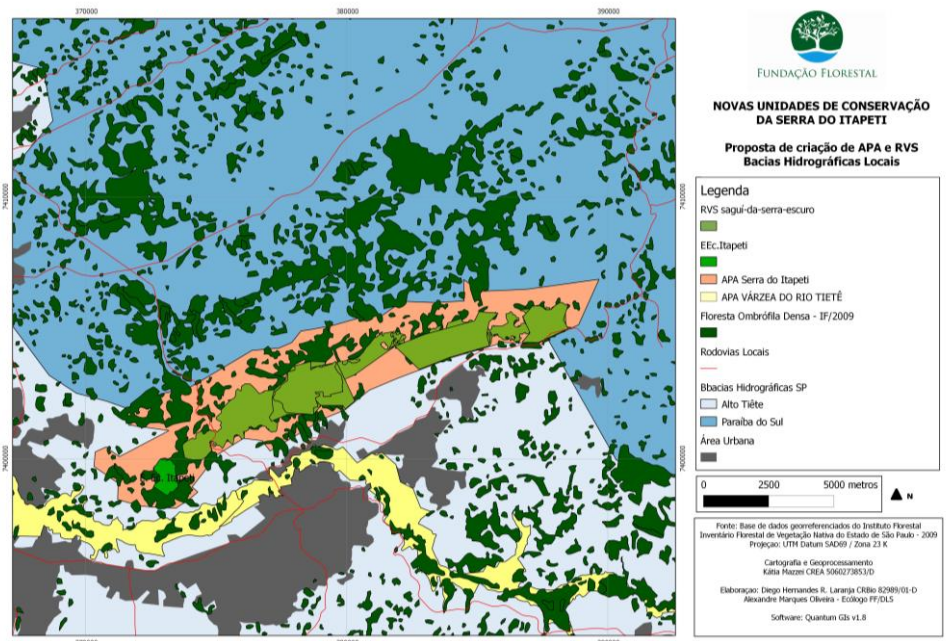 370000
380000
390000
7410000
7410000
7400000
7400000
FUNDAÇÃO FLORESTAL
NOVAS UNIDADES DE CONSERVAÇÃO
DA SERRA DO ITAPETI
Proposta de criação de APA e RVS
Bacias Hidrográficas Locais
Legenda
RVS saguí-da-serra-escuro
EEc.Itapeti
APA Serra do Itapeti
APA VÁRZEA DO RIO TIETÊ
Floresta Ombrófila Densa - IF/2009
Rodovias Locais
Bbacias Hidrográficas SP
Alto Tiête
Paraíba do Sul
Área Urbana
0 2500 5000 metros
N
Fonte: Base de dados georreferenciados do Instituto Florestal
Inventário Florestal de Vegetação Nativa do Estado de São Paulo - 2009
Projeçao: UTM Datum SAD69 / Zona 23 K
Cartografia e Geoprocessamento
Kátia Mazzei CREA 5060273853/D
Elaboraçao: Diego Hernandes R. Laranja CRBio 82989/01-D
Alexandre Marques Oliveira - Ecólogo FF/DLS
Software: Quantum GIs v1.8